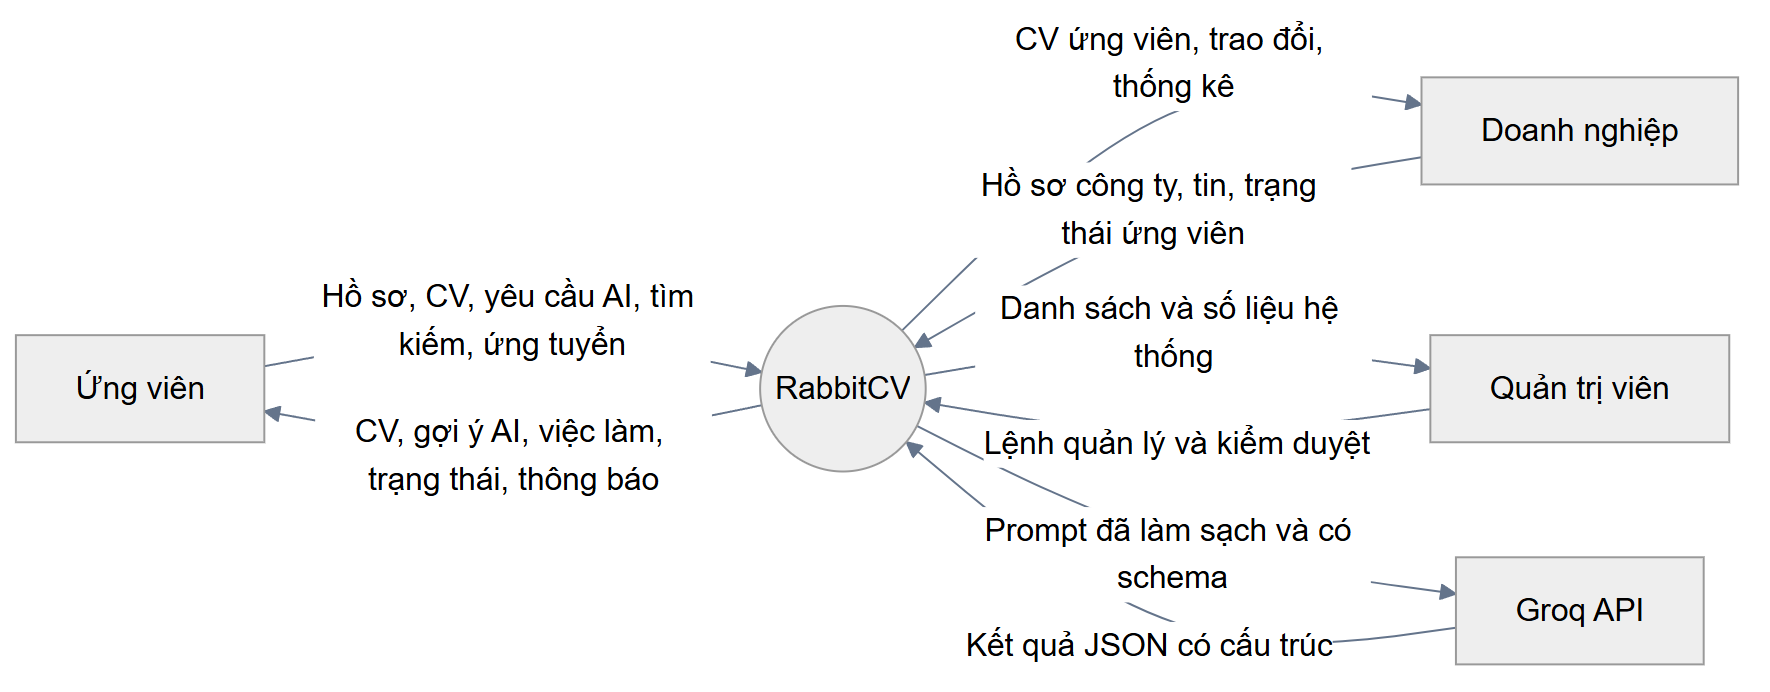 CV ứng viên, trao đổi,
thống kê
Doanh nghiệp
Hồ sơ công ty, tin, trạng
thái ứng viên
Hồ sơ, CV, yêu cầu AI, tìm
kiếm, ứng tuyển
Danh sách và số liệu hệ
thống
Ứng viên
RabbitCV
Quản trị viên
CV, gợi ý AI, việc làm,
trạng thái, thông báo
Lệnh quản lý và kiểm duyệt
Prompt đã làm sạch và có
schema
Groq API
Kết quả JSON có cấu trúc